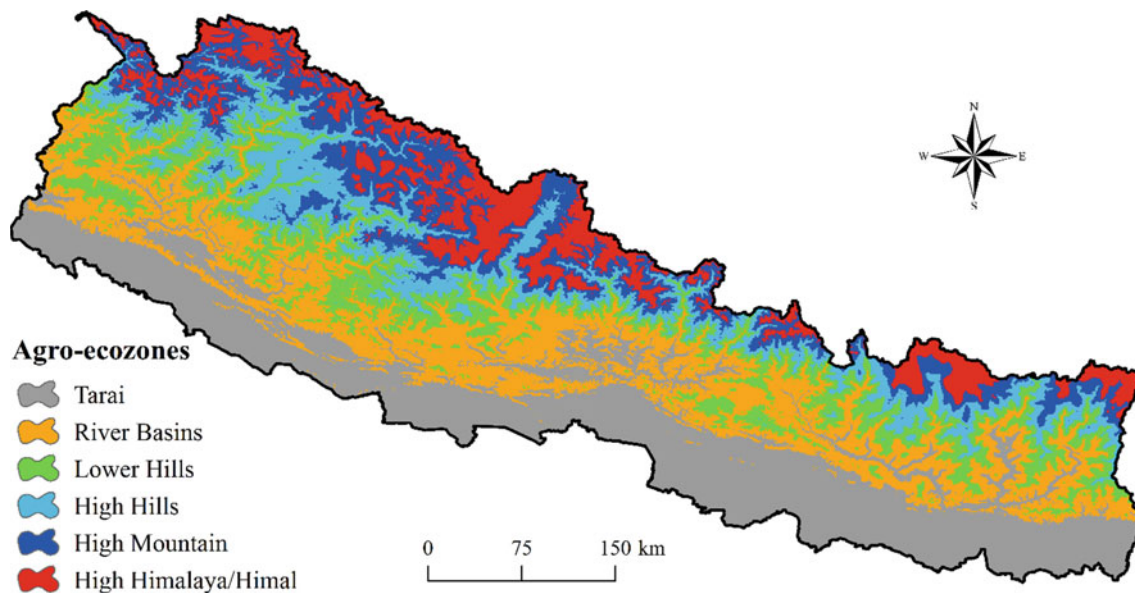 N
W
E
S
Agro-ecozones
Tarai
River Basins
Lower Hills
High Hills
High Mountain
High Himalaya/Himal
0 75 150 km